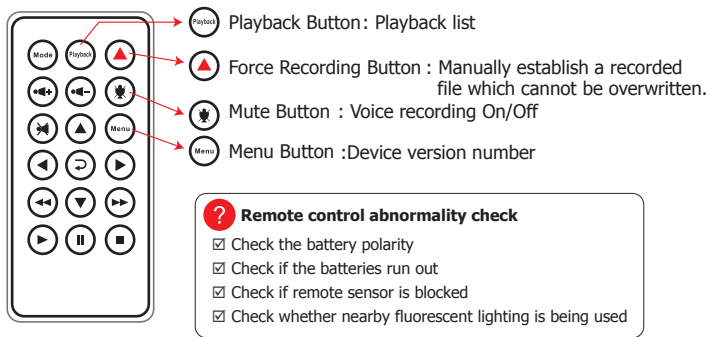 Playback Playback Button: Playback list
Mode Playback
Force Recording Button : Manually establish a recorded
file which cannot be overwritten.
Mute Button : Voice recording On/Off
Menu
Menu Menu Button :Device version number
? Remote control abnormality check
☑ Check the battery polarity
☑ Check if the batteries run out
☑ Check if remote sensor is blocked
☑ Check whether nearby fluorescent lighting is being used